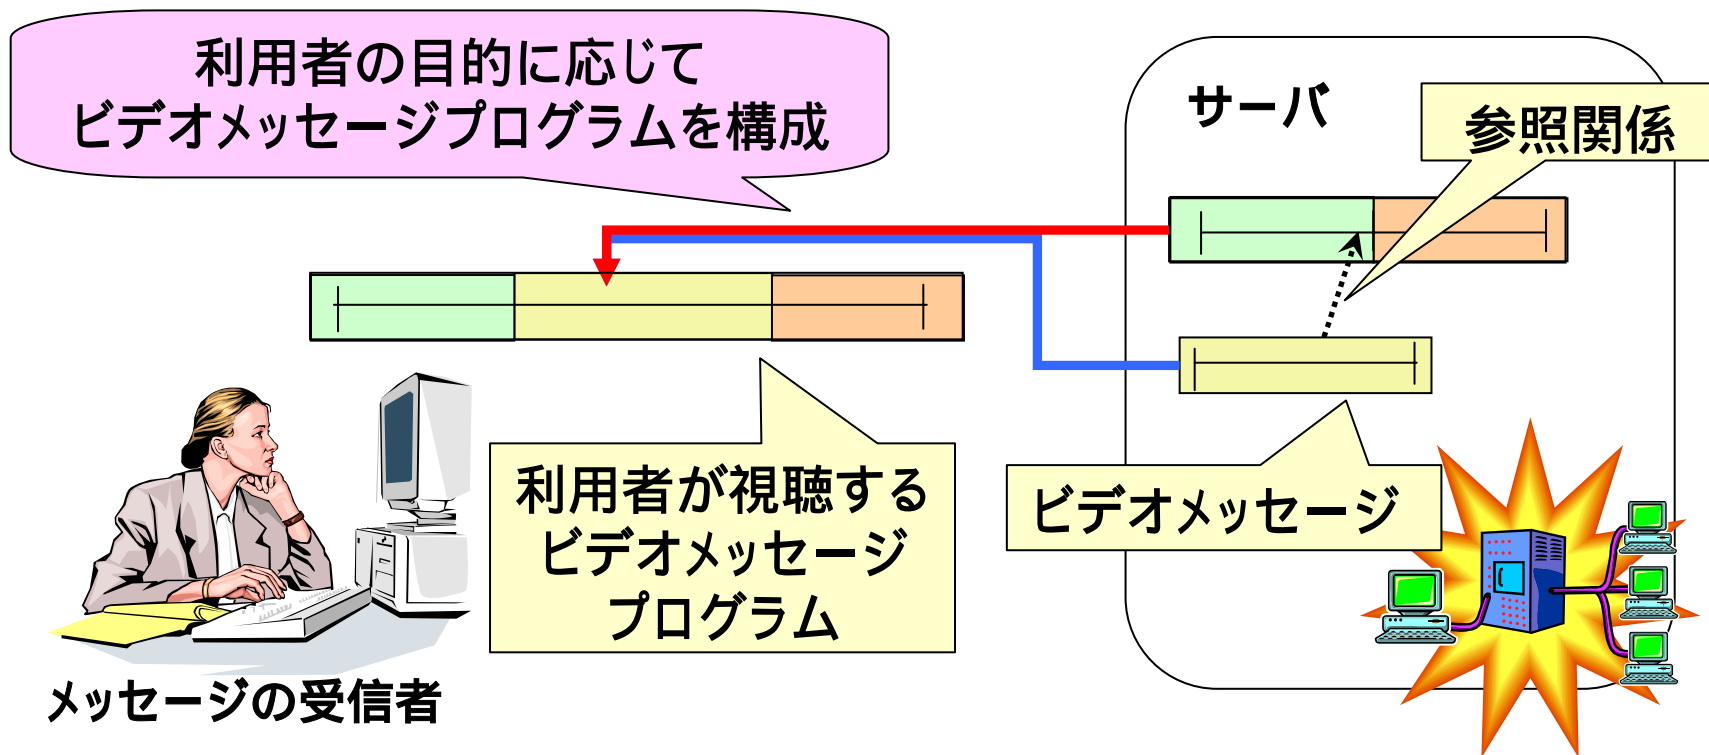 利用者の目的に応じて
ビデオメッセージプログラムを構成
サーバ
参照関係
利用者が視聴する
ビデオメッセージ
プログラム
ビデオメッセージ
メッセージの受信者